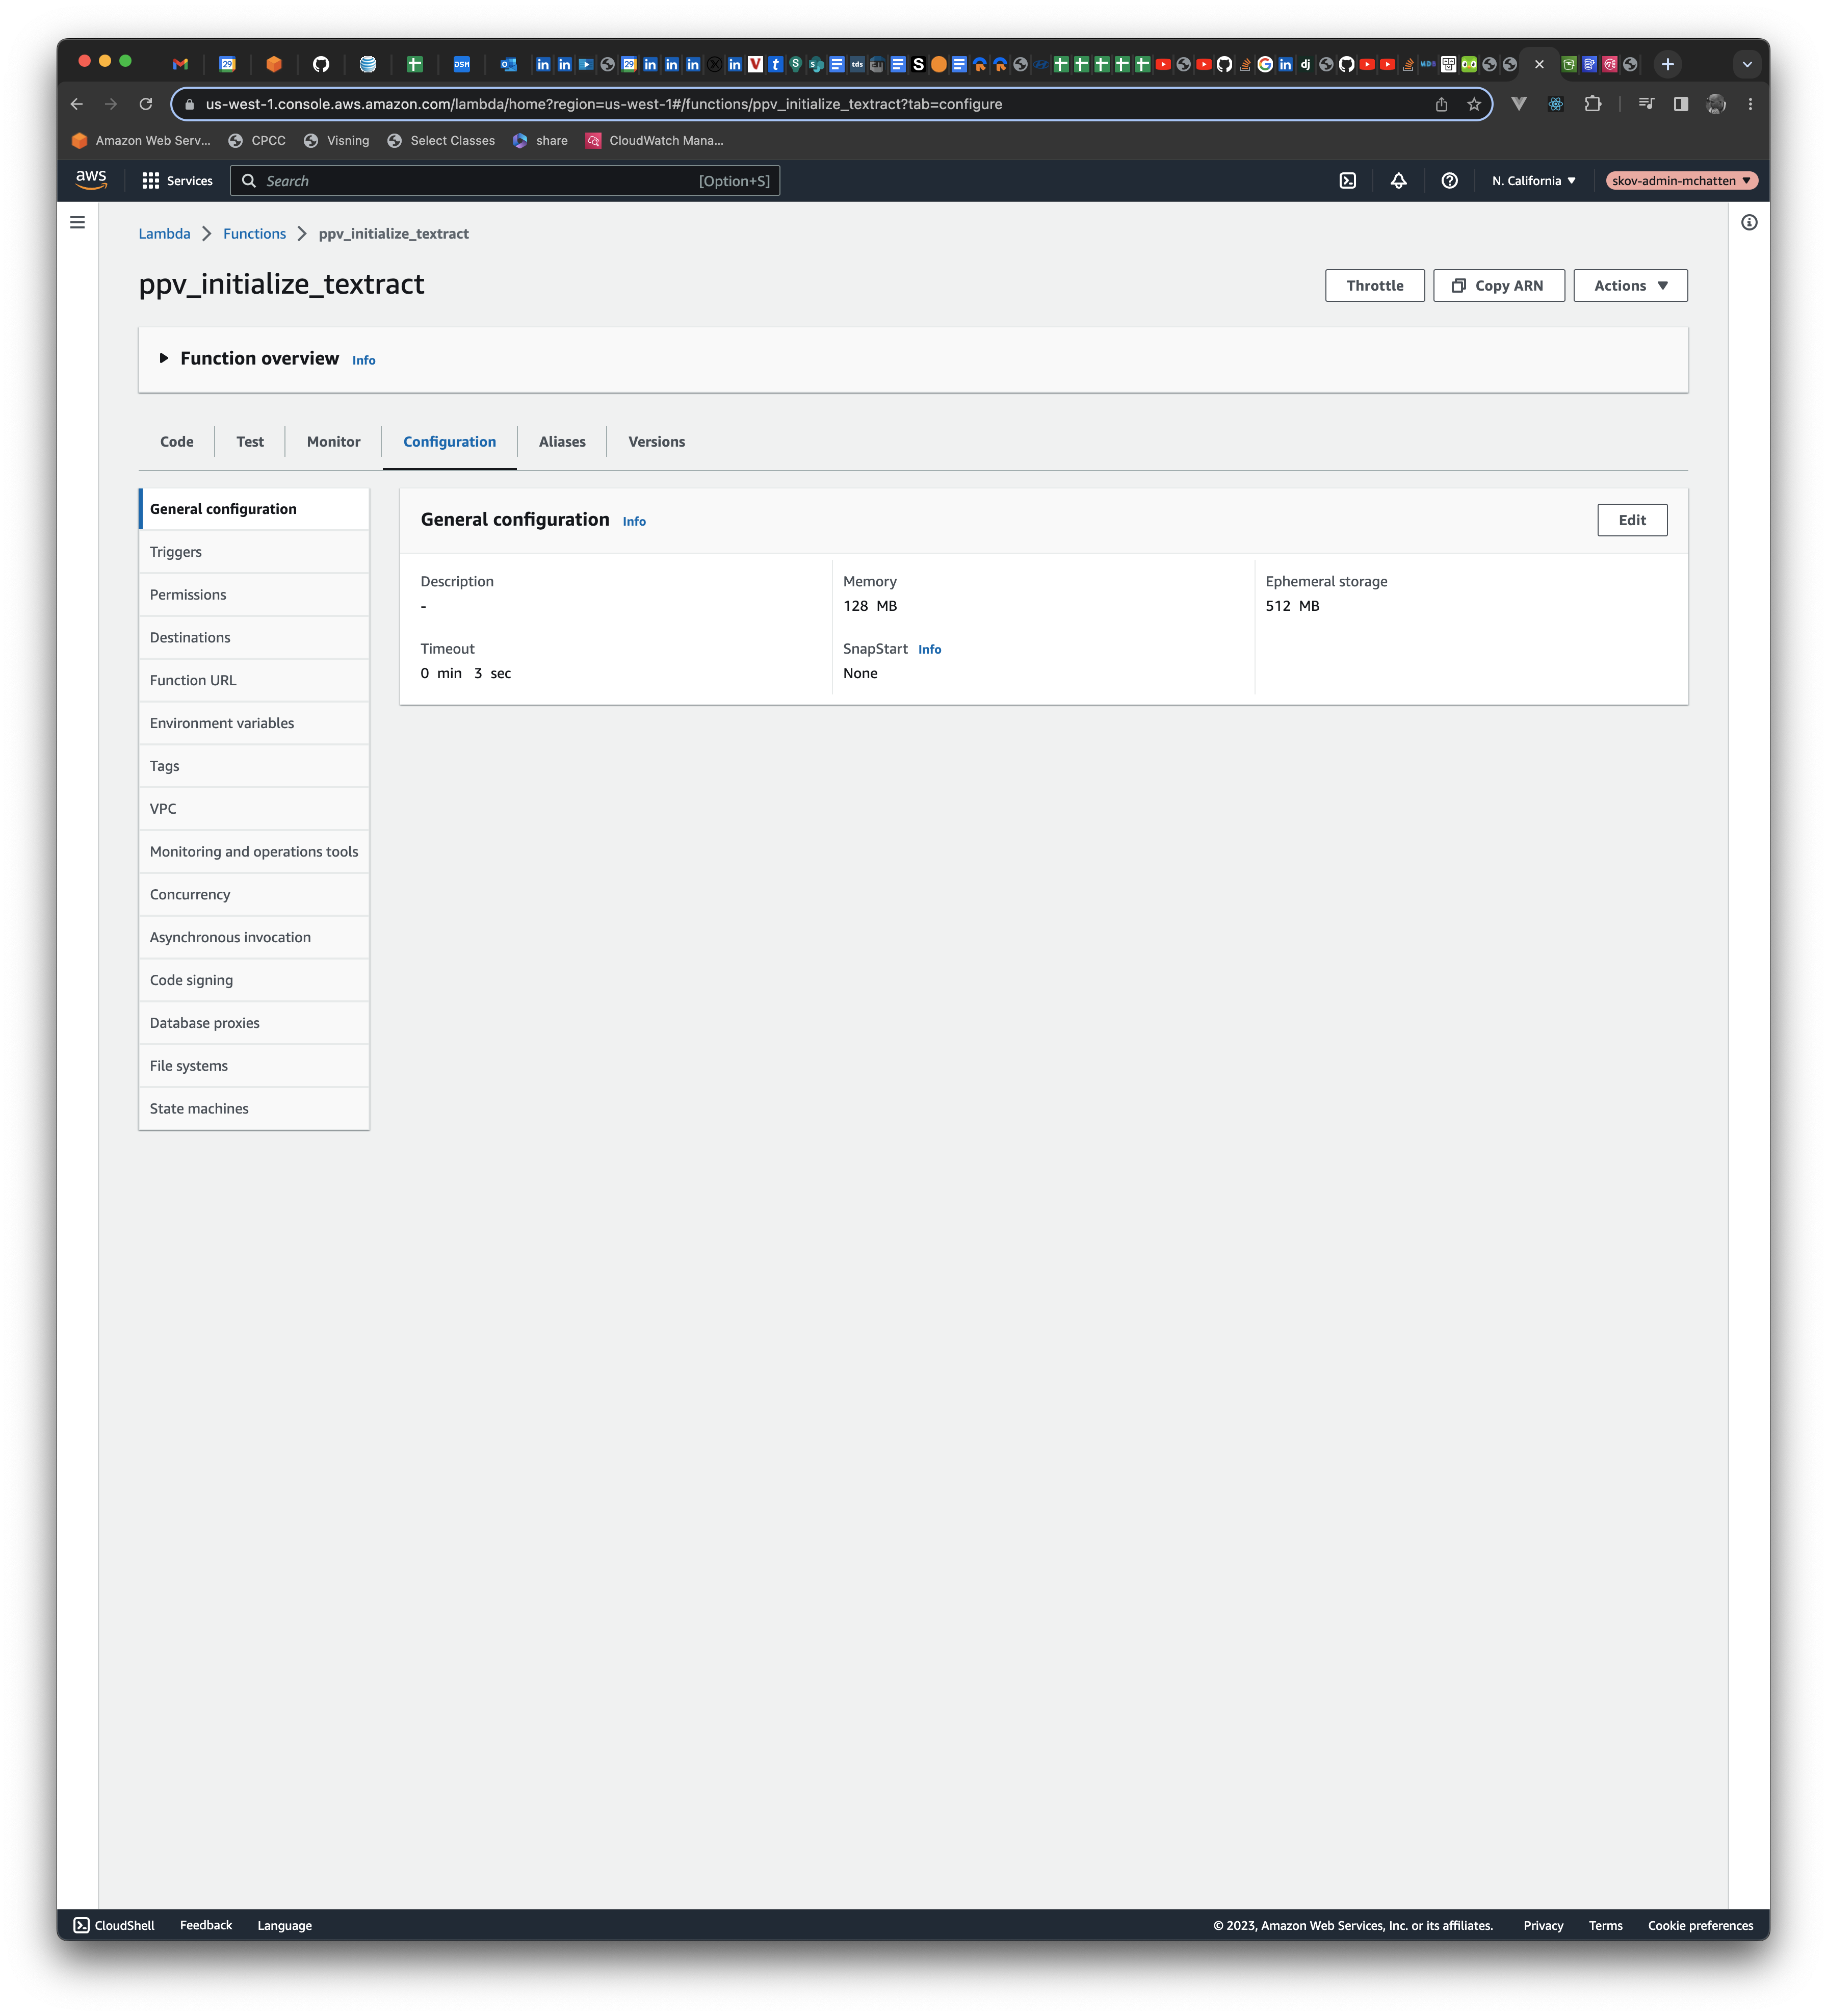 us-west-1.console.aws.amazon.com/lambda/home?region=us-west-1#/functions/ppv_initialize_textract?tab=configure
Amazon Web Serv... CPCC Visning Select Classes share CloudWatch Mana...
aws Services Search [Option+S] N. California skov-admin-mchatten
Lambda Functions ppv_initialize_textract
ppv_initialize_textract
Throttle Copy ARN Actions
Function overview Info
Code Test Monitor Configuration Aliases Versions
General configuration
Triggers
Permissions
Destinations
Function URL
Environment variables
Tags
VPC
Monitoring and operations tools
Concurrency
Asynchronous invocation
Code signing
Database proxies
File systems
State machines
General configuration Info
Edit
Description
-
Memory
128 MB
Ephemeral storage
512 MB
Timeout
0 min 3 sec
SnapStart Info
None
CloudShell Feedback Language © 2023, Amazon Web Services, Inc. or its affiliates. Privacy Terms Cookie preferences